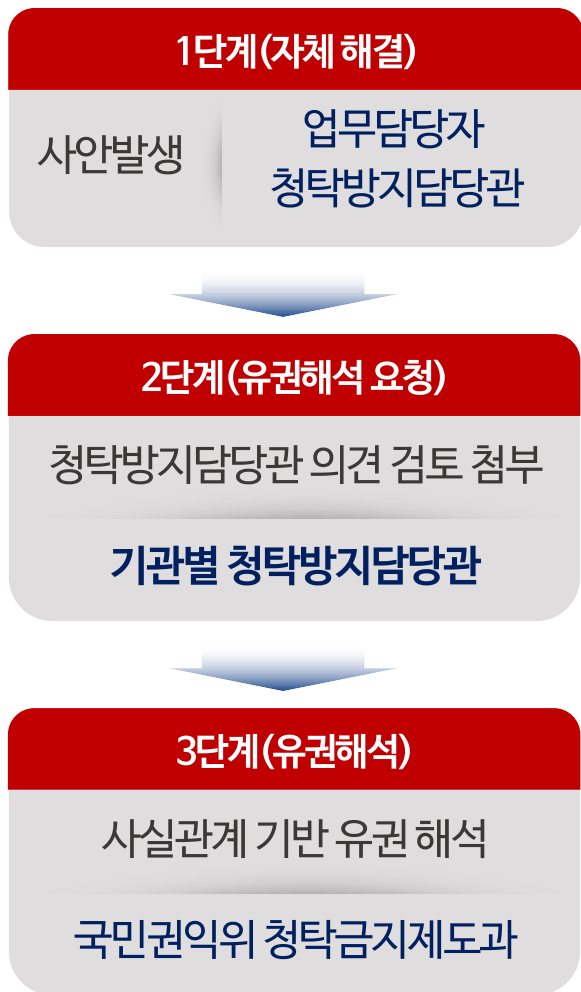 1단계(자체 해결)
사안발생
업무담당자
청탁방지담당관
2단계(유권해석 요청)
청탁방지담당관 의견 검토 첨부
기관별 청탁방지담당관
3단계(유권해석)
사실관계 기반 유권 해석
국민권익위 청탁금지제도과